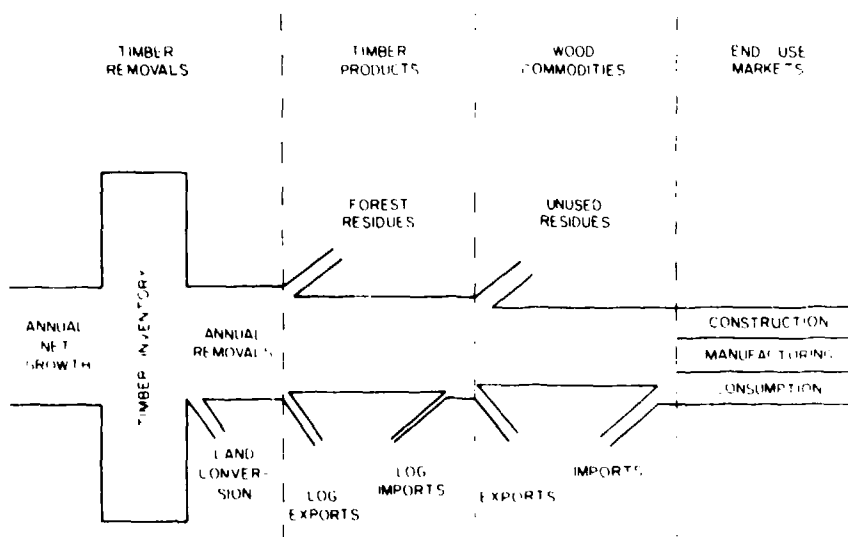 TIMBER
REMOVALS
TIMBER
PRODUCTS
WOOD
COMMODITIES
END USE
MARKETS
FOREST
RESIDUES
UNUSED
RESIDUES
ANNUAL
NET
GROWTH
TIMBER INVENTORY
ANNUAL
REMOVALS
CONSTRUCTION
MANUFACTURING
CONSUMPTION
LAND
CONVER-
SION
LOG
EXPORTS
LOG
IMPORTS
EXPORTS
IMPORTS